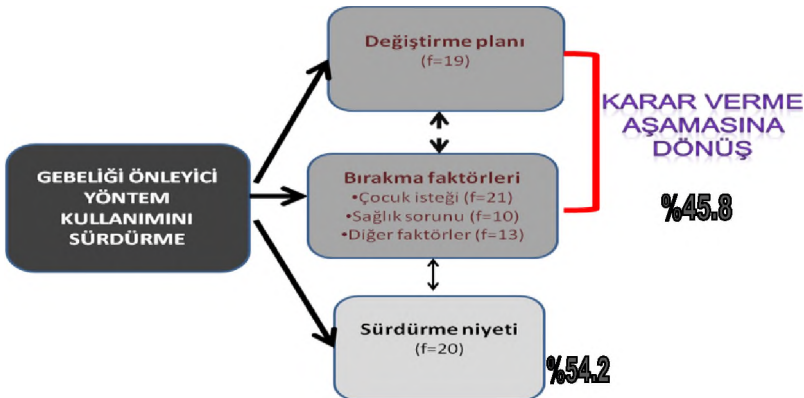 Değiştirme planı
(f=19)
GEBELİĞİ ÖNLEYİCİ
YÖNTEM
KULLANIMINI
SÜRDÜRME
Bırakma faktörleri
•Çocuk isteği (f=21)
•Sağlık sorunu (f=10)
•Diğer faktörler (f=13)
Sürdürme niyeti
(f=20)
%54.2
KARAR VERME
AŞAMASINA
DÖNÜŞ
%45.8